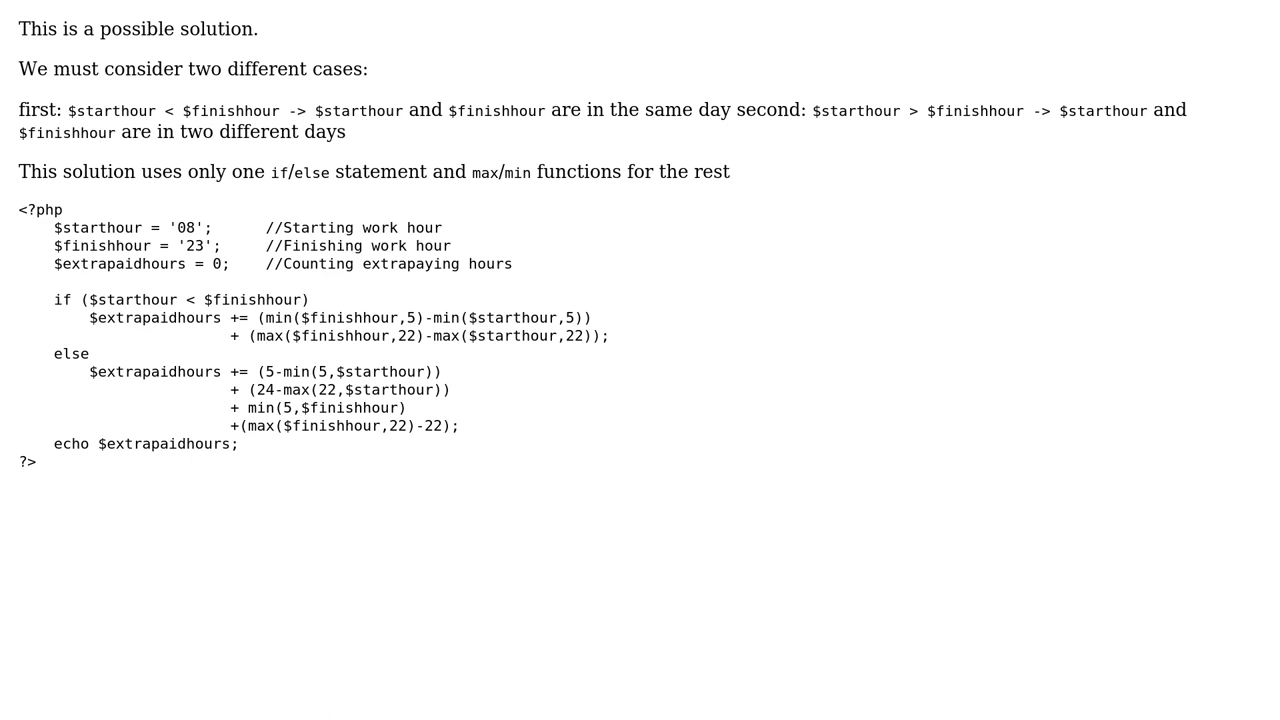 This is a possible solution.
We must consider two different cases:
first: $starthour < $finishhour -> $starthour and $finishhour are in the same day second: $starthour > $finishhour -> $starthour and
$finishhour are in two different days
This solution uses only one if/else statement and max/min functions for the rest
<?php
    $starthour = '08';      //Starting work hour
    $finishhour = '23';     //Finishing work hour
    $extrapaidhours = 0;    //Counting extrapaying hours

    if ($starthour < $finishhour)
        $extrapaidhours += (min($finishhour,5)-min($starthour,5))
                        + (max($finishhour,22)-max($starthour,22));
    else
        $extrapaidhours += (5-min(5,$starthour))
                        + (24-max(22,$starthour))
                        + min(5,$finishhour)
                        +(max($finishhour,22)-22);
    echo $extrapaidhours;
?>